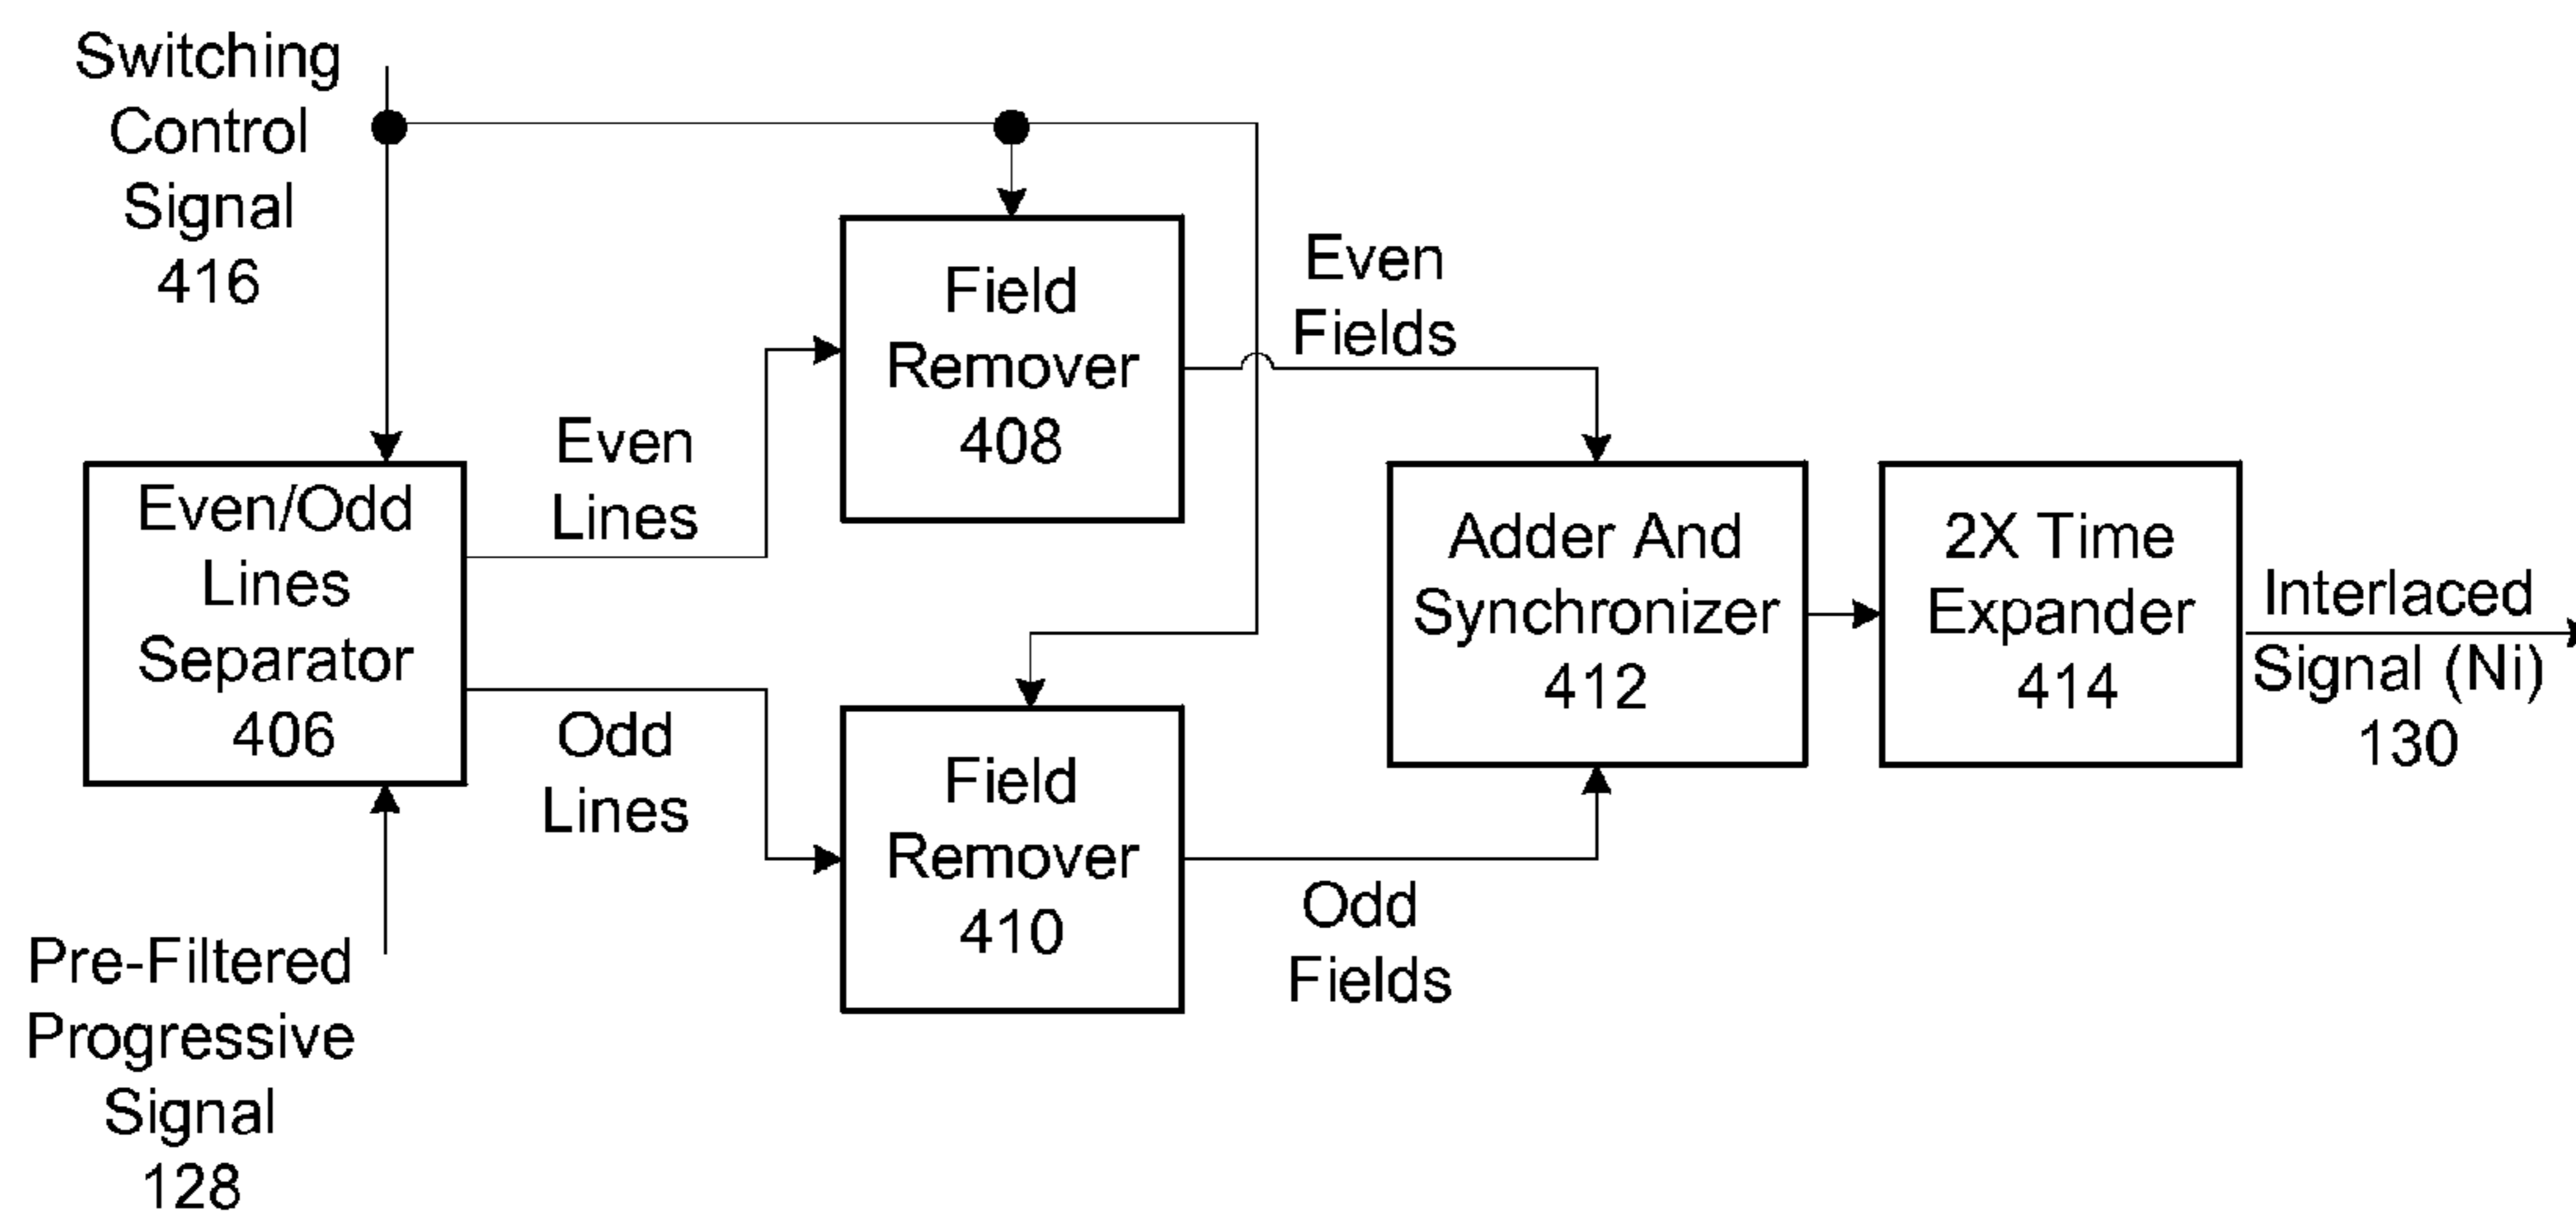 Switching
Control
Signal
416
Even/Odd
Lines
Separator
406
Pre-Filtered
Progressive
Signal
128
Even
Lines
Odd
Lines
Field
Remover
408
Field
Remover
410
Even
Fields
Odd
Fields
Adder And
Synchronizer
412
2X Time
Expander
414
Interlaced
Signal (Ni)
130